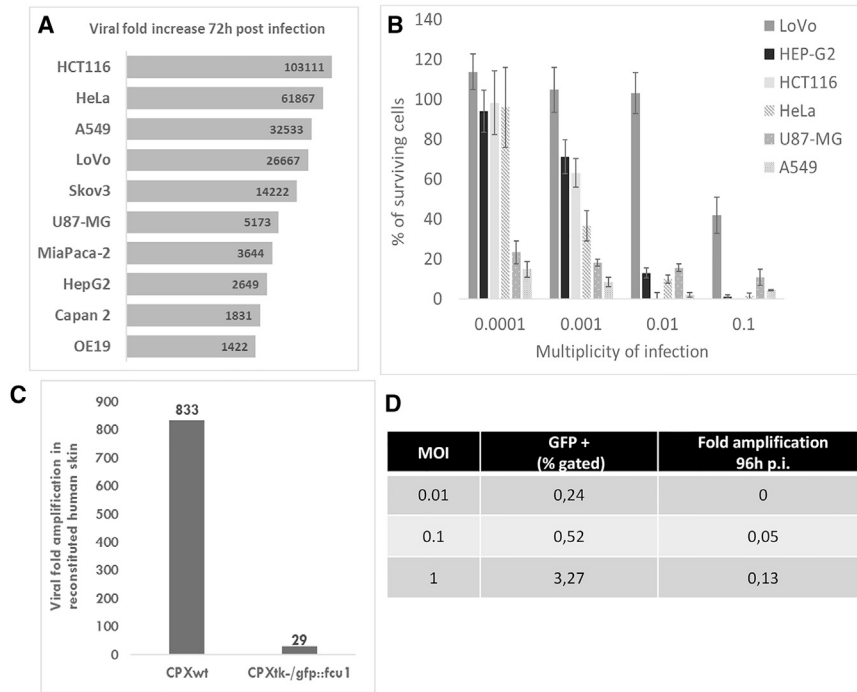 A
Viral fold increase 72h post infection
HCT116 103111
HeLa 61867
A549 32533
LoVo 26667
Skov3 14222
U87-MG 5173
MiaPaca-2 3644
HepG2 2649
Capan 2 1831
OE19 1422
B
140
120
100
80
60
40
20
0
% of surviving cells
0.0001 0.001 0.01 0.1
Multiplicity of infection
LoVo
HEP-G2
HCT116
HeLa
U87-MG
A549
C
Viral fold amplification in
reconstituted human skin
900
800
700
600
500
400
300
200
100
0
833
29
CPXwt CPXtk-/gfp::fcu1
D
MOI GFP + Fold amplification
(% gated) 96h p.i.
0.01 0,24 0
0.1 0,52 0,05
1 3,27 0,13